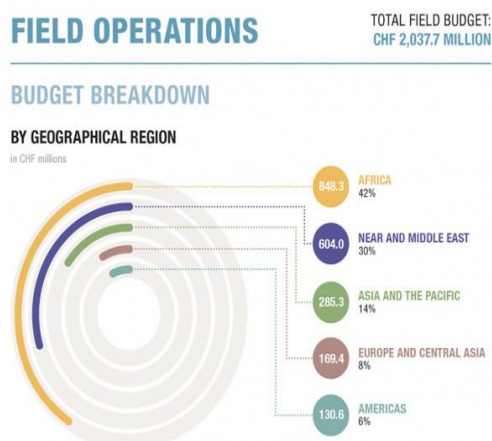 FIELD OPERATIONS
TOTAL FIELD BUDGET:
CHF 2,037.7 MILLION
BUDGET BREAKDOWN
BY GEOGRAPHICAL REGION
in CHF millions
848.3
AFRICA
42%
604.0
NEAR AND MIDDLE EAST
30%
285.3
ASIA AND THE PACIFIC
14%
169.4
EUROPE AND CENTRAL ASIA
8%
130.6
AMERICAS
6%